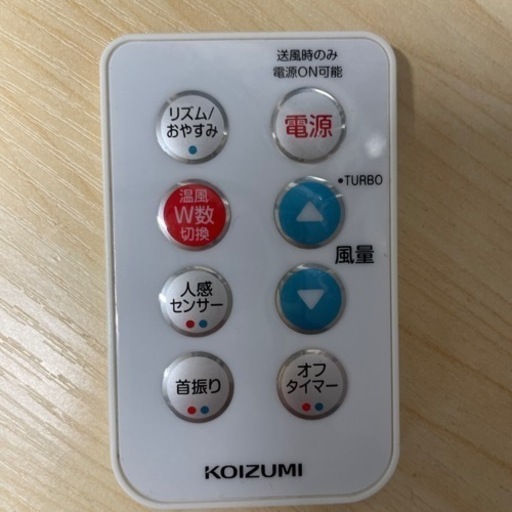 送風時のみ
電源ON可能
リズム/
おやすみ
電源
•TURBO
温風
W数
切換
風量
人感
センサー
首振り
オフ
タイマー
KOIZUMI